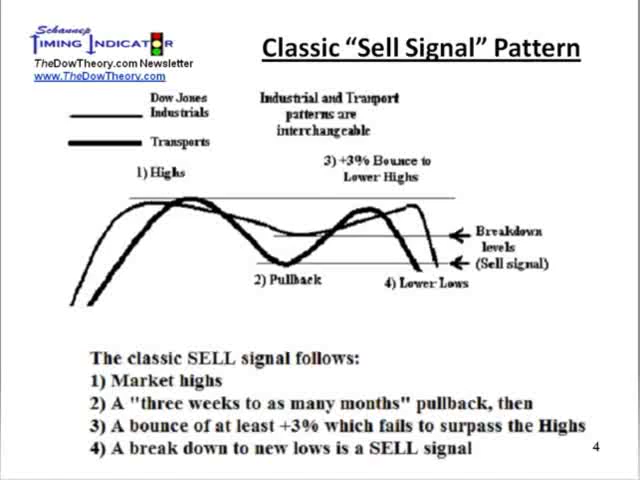 Schannep
TIMING INDICATOR
TheDowTheory.com Newsletter
www.TheDowTheory.com
Classic “Sell Signal” Pattern
Dow Jones
Industrials
Transports
Industrial and Tranport
patterns are
interchangeable
1) Highs
3) +3% Bounce to
Lower Highs
Breakdown
levels
(Sell signal)
2) Pullback
4) Lower Lows
The classic SELL signal follows:
1) Market highs
2) A "three weeks to as many months" pullback, then
3) A bounce of at least +3% which fails to surpass the Highs
4) A break down to new lows is a SELL signal
4